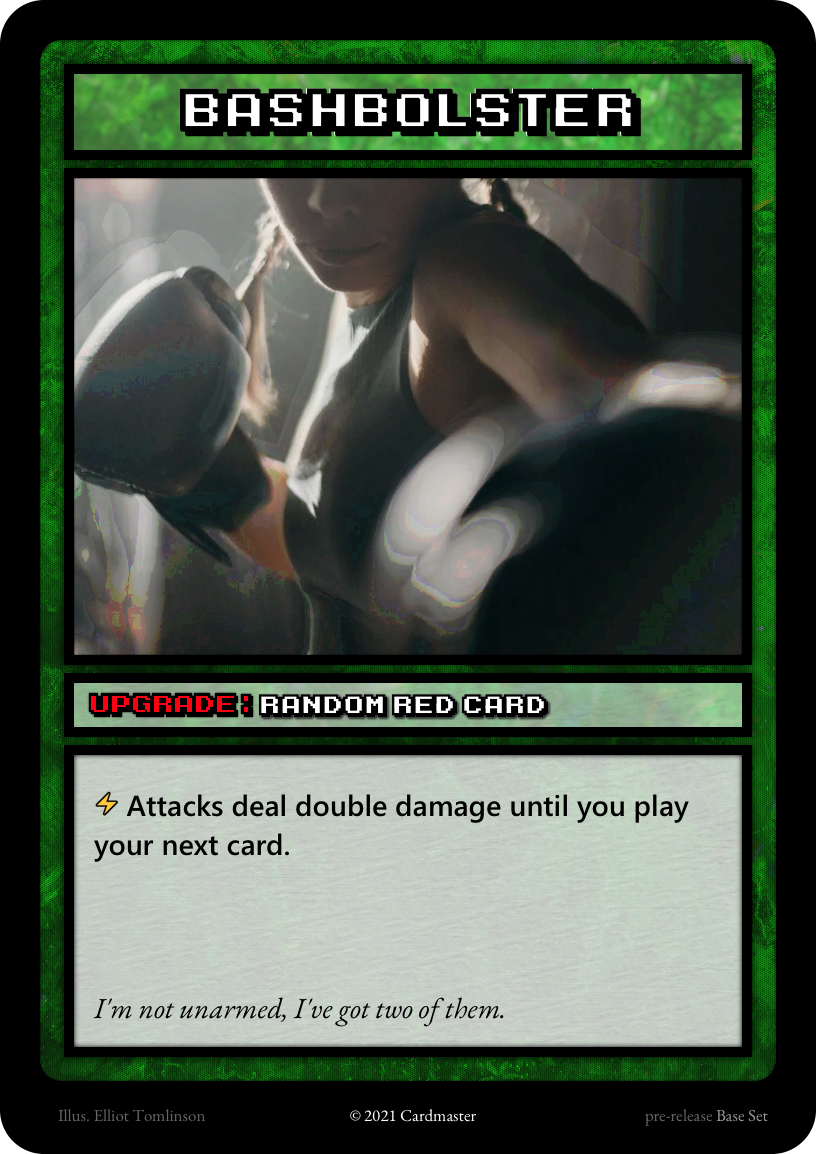 BASHBOLSTER
UPGRADE: RANDOM RED CARD
⚡ Attacks deal double damage until you play
your next card.
I'm not unarmed, I've got two of them.
Illus. Elliot Tomlinson © 2021 Cardmaster pre-release Base Set